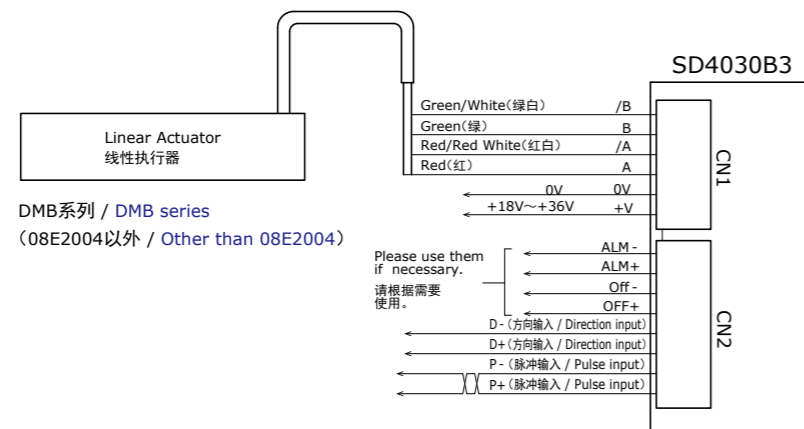 SD4030B3
Green/White(绿白) /B
Green(绿) B
Red/Red White(红白) /A
Red(红) A
0V 0V
+18V～+36V +V
CN1
Linear Actuator
线性执行器
DMB系列 / DMB series
（08E2004以外 / Other than 08E2004）
Please use them
if necessary.
请根据需要
使用。
ALM -
ALM+
Off -
OFF+
D -（方向输入 / Direction input)
D+（方向输入 / Direction input)
P -（脉冲输入 / Pulse input)
P+（脉冲输入 / Pulse input)
CN2